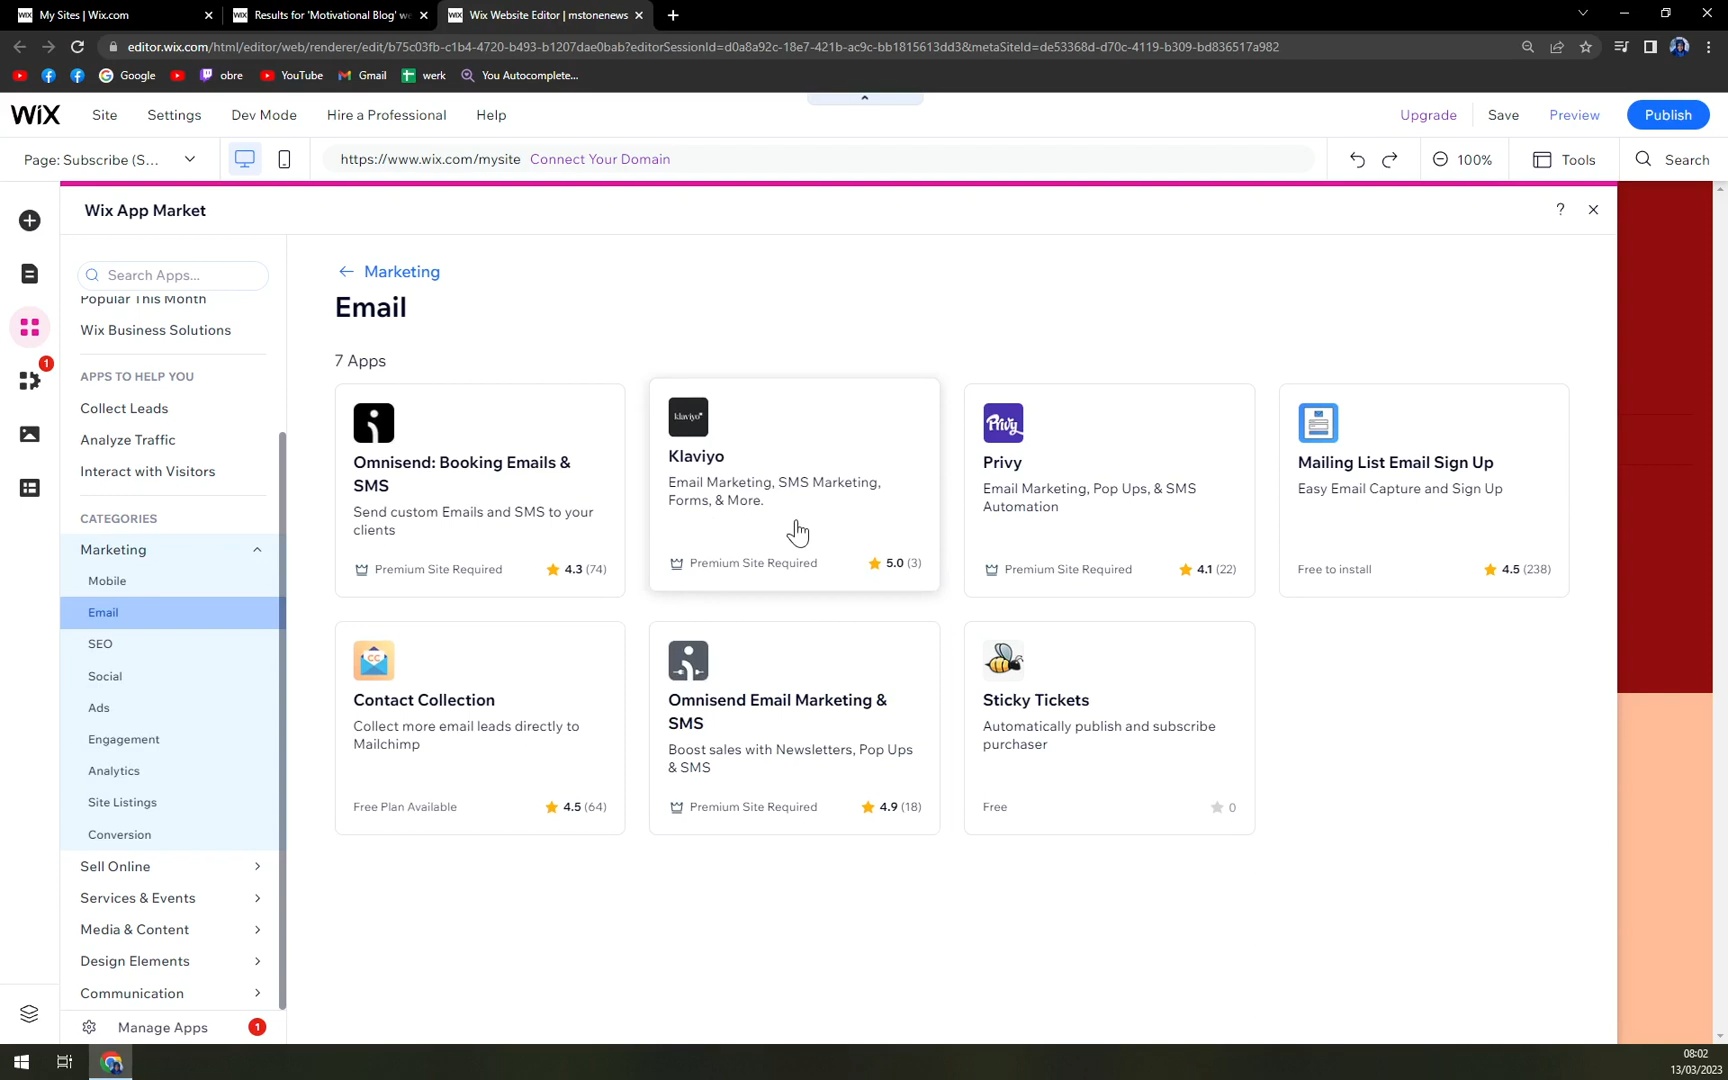 WIX My Sites | Wix.com
WIX Results for 'Motivational Blog' we
WIX Wix Website Editor | mstonenews
editor.wix.com/html/editor/web/renderer/edit/b75c03fb-c1b4-4720-b493-b1207dae0bab?editorSessionId=d0a8a92c-18e7-421b-ac9c-bb1815613dd3&metaSiteId=de53368d-d70c-4119-b309-bd836517a982
Google obre YouTube Gmail werk You Autocomplete...
WIX Site Settings Dev Mode Hire a Professional Help Upgrade Save Preview Publish
Page: Subscribe (S... https://www.wix.com/mysite Connect Your Domain 100% Tools Search
Wix App Market ?
1
Search Apps...
Popular This Month
Wix Business Solutions
APPS TO HELP YOU
Collect Leads
Analyze Traffic
Interact with Visitors
CATEGORIES
Marketing
Mobile
Email
SEO
Social
Ads
Engagement
Analytics
Site Listings
Conversion
Sell Online
Services & Events
Media & Content
Design Elements
Communication
Manage Apps 1
Marketing
Email
7 Apps
Omnisend: Booking Emails &
SMS
Send custom Emails and SMS to your
clients
Premium Site Required 4.3 (74)
klaviyo
Klaviyo
Email Marketing, SMS Marketing,
Forms, & More.
Premium Site Required 5.0 (3)
Privy
Privy
Email Marketing, Pop Ups, & SMS
Automation
Premium Site Required 4.1 (22)
Mailing List Email Sign Up
Easy Email Capture and Sign Up
Free to install 4.5 (238)
CC
Contact Collection
Collect more email leads directly to
Mailchimp
Free Plan Available 4.5 (64)
Omnisend Email Marketing &
SMS
Boost sales with Newsletters, Pop Ups
& SMS
Premium Site Required 4.9 (18)
Sticky Tickets
Automatically publish and subscribe
purchaser
Free 0
08:02
13/03/2023